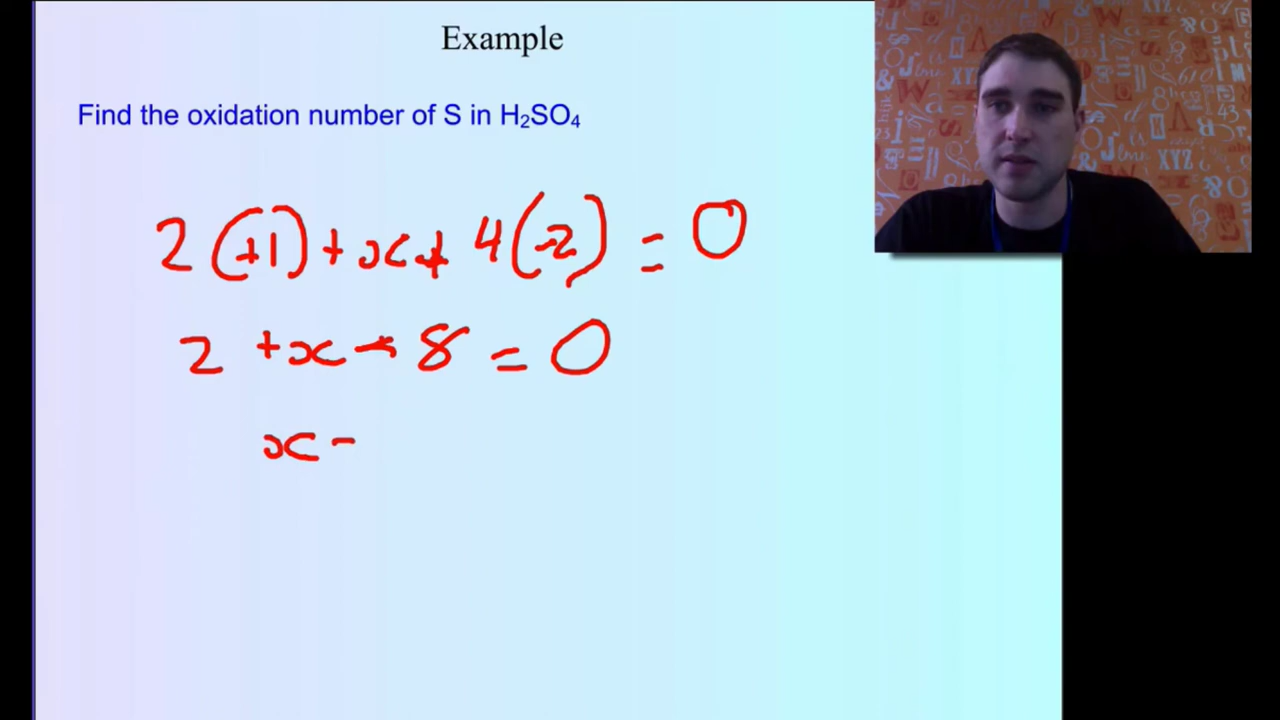 Example
Find the oxidation number of S in H₂SO₄
2(+1)+x+4(-2)=0
2 +x-8=0
x-